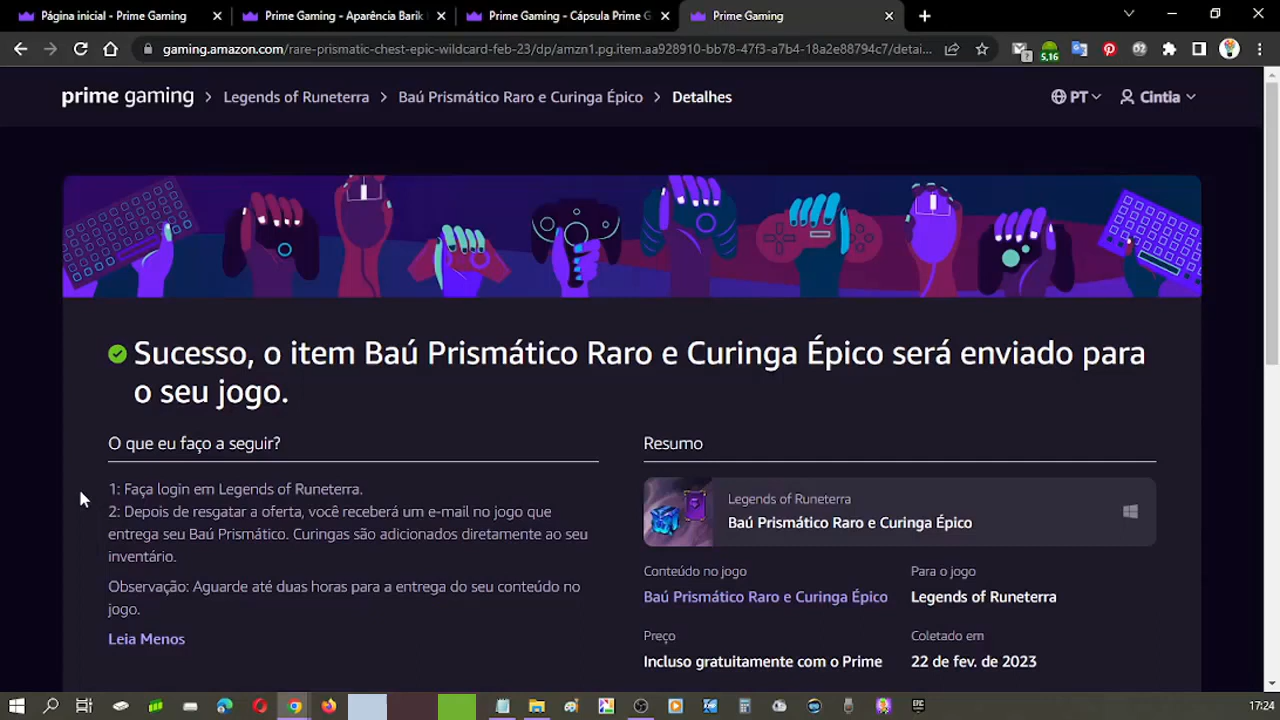 Prime Gaming
Prime Gaming - Aparência Barik
Prime Gaming - Cápsula Prime G
Prime Gaming
gaming.amazon.com/rare-prismatic-chest-epic-wildcard-feb-23/dp/amzn1.pg.item.aa928910-bb78-47f3-a7b4-18a2e88794c7/detai...
5,16
prime gaming > Legends of Runeterra > Baú Prismático Raro e Curinga Épico > Detalhes
PT
Cintia
Sucesso, o item Baú Prismático Raro e Curinga Épico será enviado para
o seu jogo.
O que eu faço a seguir?
1: Faça login em Legends of Runeterra.
2: Depois de resgatar a oferta, você receberá um e-mail no jogo que
entrega seu Baú Prismático. Curingas são adicionados diretamente ao seu
inventário.
Observação: Aguarde até duas horas para a entrega do seu conteúdo no
jogo.
Leia Menos
Resumo
Legends of Runeterra
Baú Prismático Raro e Curinga Épico
Conteúdo no jogo
Baú Prismático Raro e Curinga Épico
Para o jogo
Legends of Runeterra
Preço
Incluso gratuitamente com o Prime
Coletado em
22 de fev. de 2023
17:24